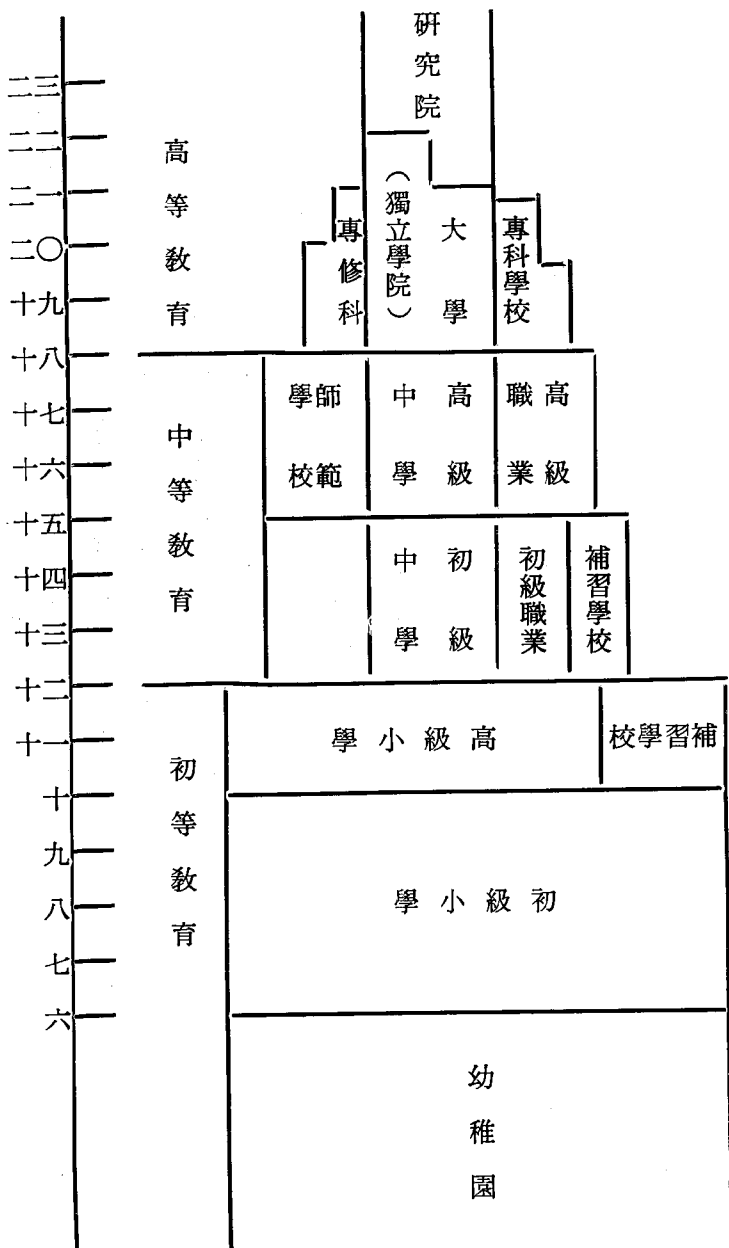 研究院
二三
二二
二一
二〇
十九
十八
十七
十六
十五
十四
十三
十二
十一
十
九
八
七
六
高等教育
專修科
（獨立學院）
大學
專科學校
中等教育
師範
學校
高級
中學
高級
職業
初級
中學
初級職業
補習學校
初等教育
高級小學
補習學校
初級小學
幼稚園